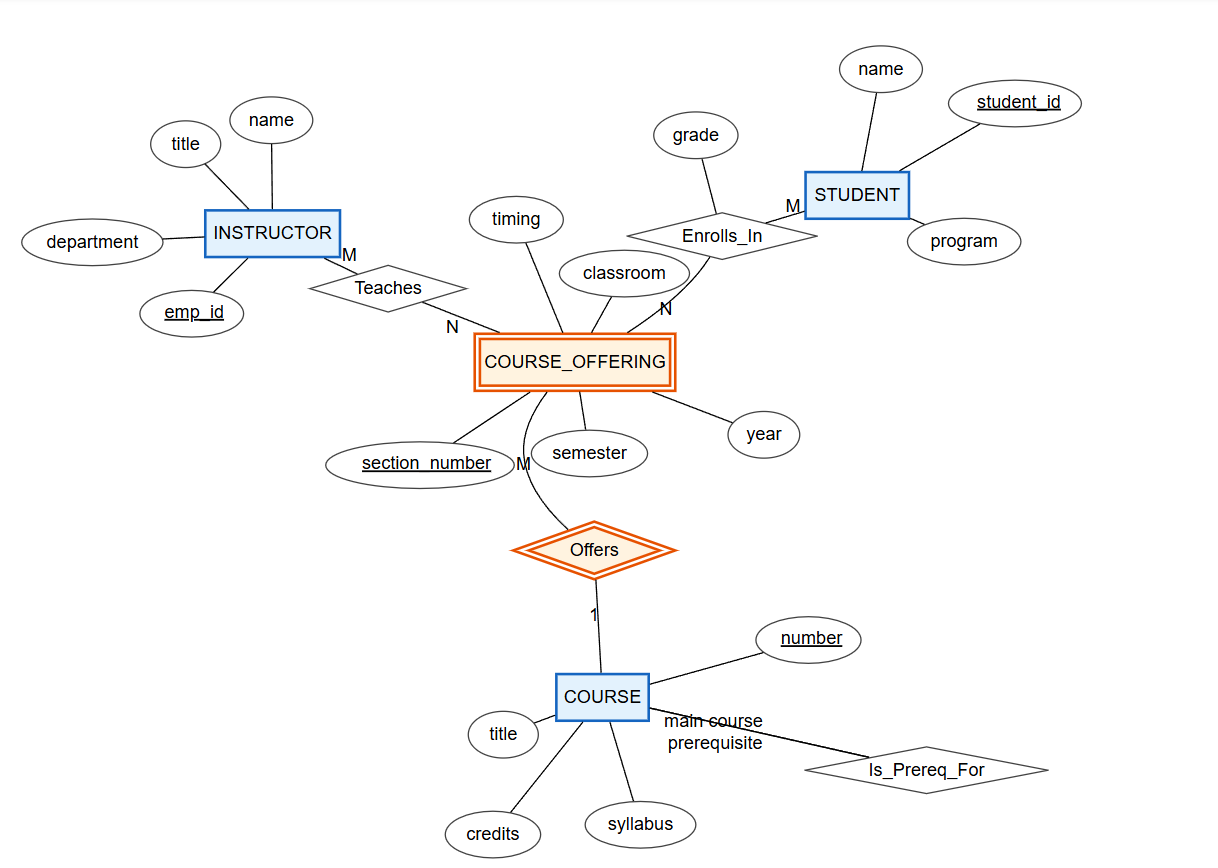 name
student_id
name
title
grade
STUDENT
M
timing
INSTRUCTOR
Enrolls_In
department
program
M
classroom
Teaches
emp_id
N
N
COURSE_OFFERING
year
semester
section_number
M
Offers
1
number
COURSE
main course
prerequisite
title
Is_Prereq_For
syllabus
credits